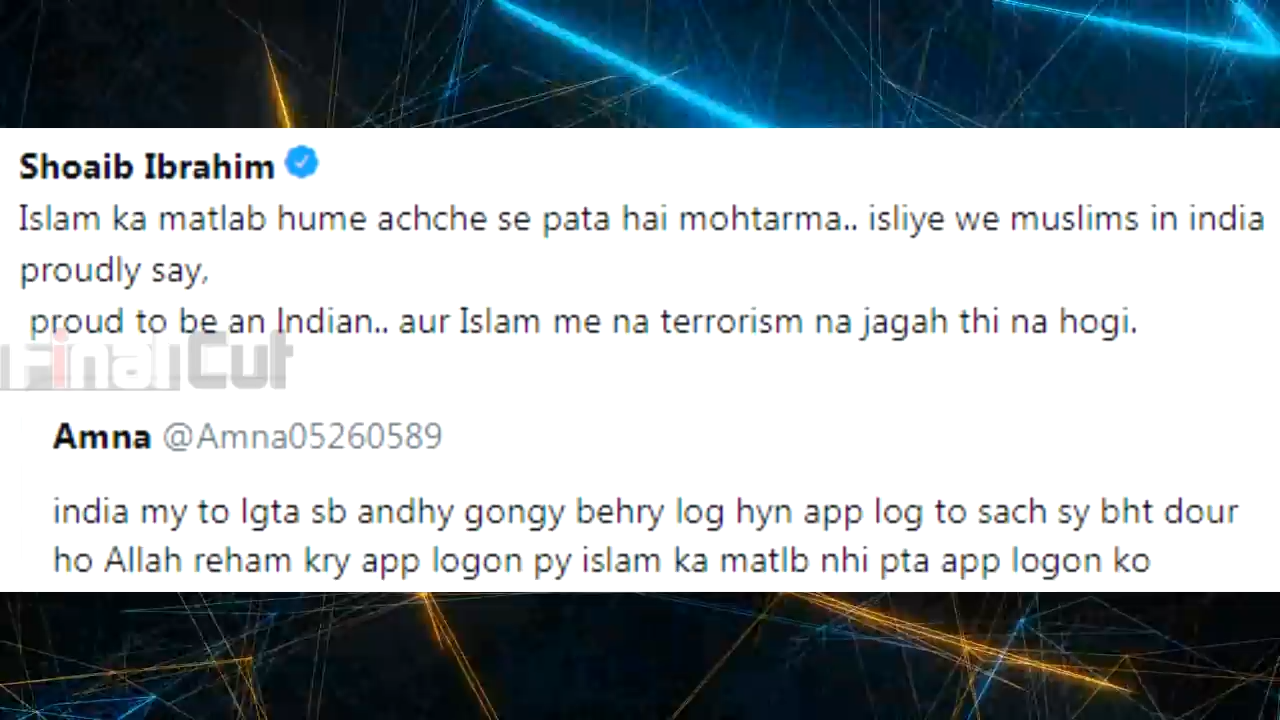 Shoaib Ibrahim
Islam ka matlab hume achche se pata hai mohtarma.. isliye we muslims in india
proudly say,
proud to be an Indian.. aur Islam me na terrorism na jagah thi na hogi.
Final Cut
Amna @Amna05260589
india my to lgta sb andhy gongy behry log hyn app log to sach sy bht dour
ho Allah reham kry app logon py islam ka matlb nhi pta app logon ko